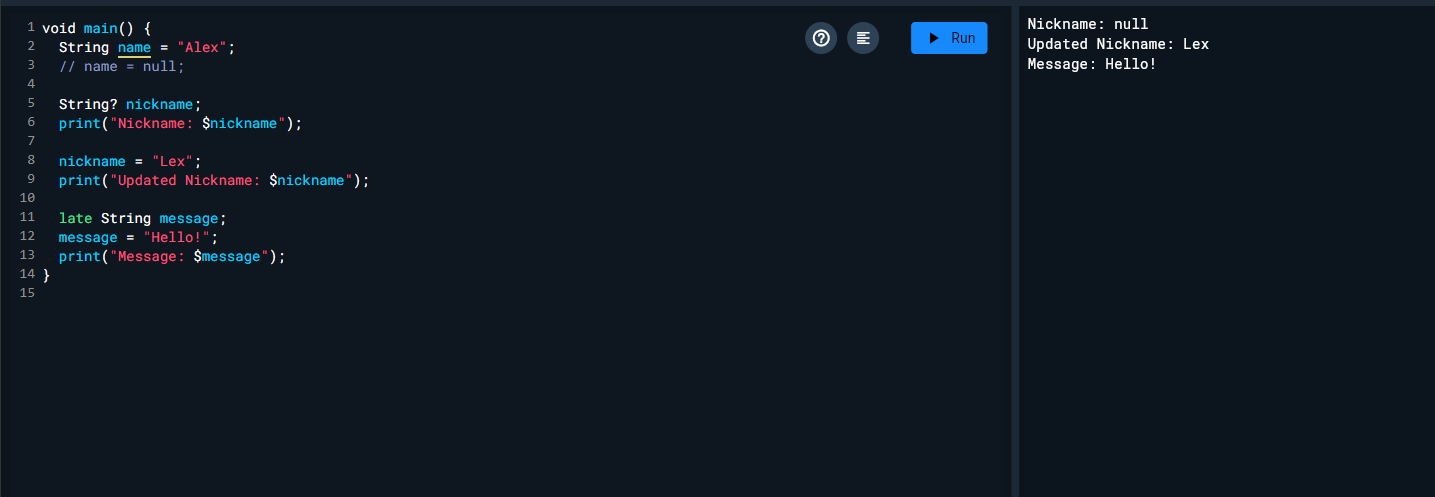 1 void main() {
2   String name = "Alex";
3   // name = null;
4
5   String? nickname;
6   print("Nickname: $nickname");
7
8   nickname = "Lex";
9   print("Updated Nickname: $nickname");
10
11   late String message;
12   message = "Hello!";
13   print("Message: $message");
14 }
15
Run
Nickname: null
Updated Nickname: Lex
Message: Hello!